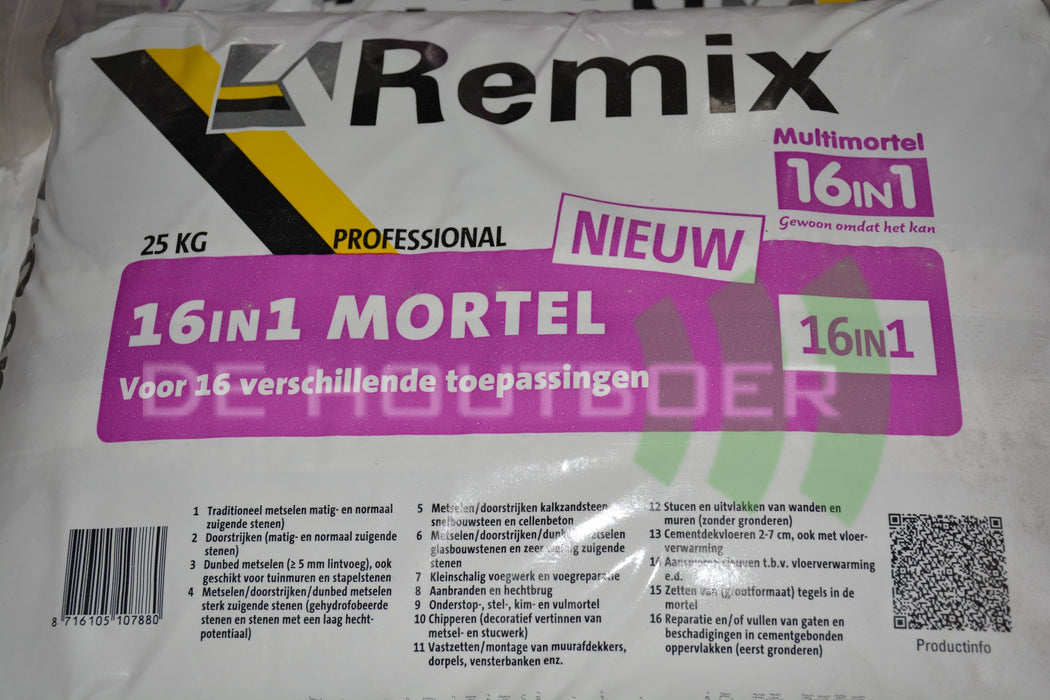 Remix
Multimortel
16IN1
Gewoon omdat het kan
25 KG
PROFESSIONAL
NIEUW
16IN1 MORTEL
16IN1
Voor 16 verschillende toepassingen
DE HOUTBOER
1 Traditioneel metselen matig- en normaal
zuigende stenen)
2 Doorstrijken (matig- en normaal zuigende
stenen)
3 Dunbed metselen (≥ 5 mm lintvoeg), ook
geschikt voor tuinmuren en stapelstenen
4 Metselen/doorstrijken/dunbed metselen
sterk zuigende stenen (gehydrofobeerde
stenen en stenen met een laag hecht-
potentiaal)
5 Metselen/doorstrijken kalkzandsteen
snelbouwsteen en cellenbeton
6 Metselen/doorstrijken/dunbed metselen
glasbouwstenen en zeer weinig zuigende
stenen
7 Kleinschalig voegwerk en voegreparatie
8 Aanbranden en hechtbrug
9 Onderstop-, stel-, kim- en vulmortel
10 Chipperen (decoratief vertinnen van
metsel- en stucwerk)
11 Vastzetten/montage van muurafdekkers,
dorpels, vensterbanken enz.
12 Stucen en uitvlakken van wanden en
muren (zonder gronderen)
13 Cementdekvloeren 2-7 cm, ook met vloer-
verwarming
14 Aansmeren sleuven t.b.v. vloerverwarming
e.d.
15 Zetten van (grootformaat) tegels in de
mortel
16 Reparatie en/of vullen van gaten en
beschadigingen in cementgebonden
oppervlakken (eerst gronderen)
8 716105 107880
Productinfo